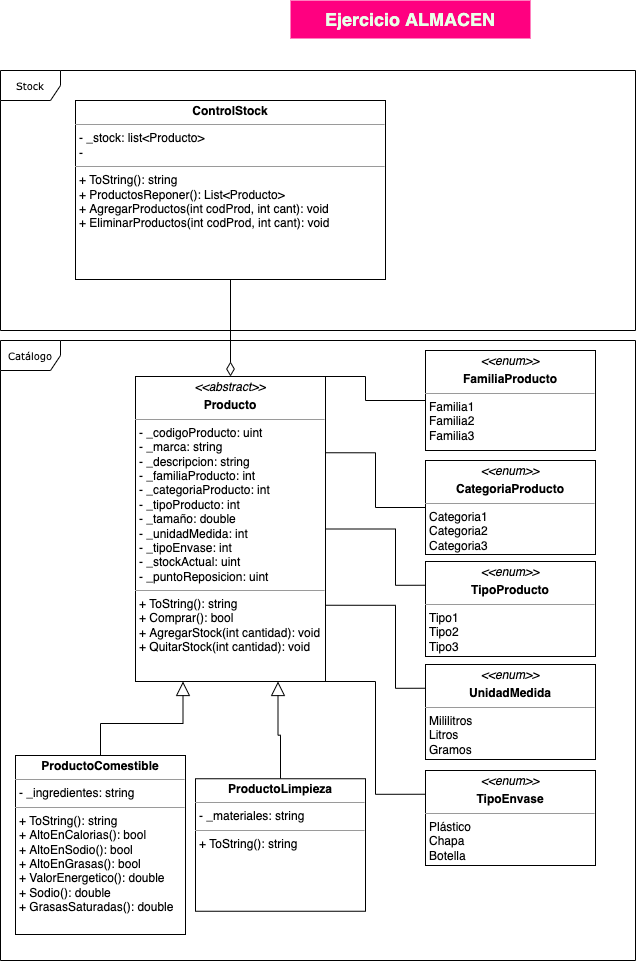 Ejercicio ALMACEN
Stock
ControlStock
- _stock: list<Producto>
-
+ ToString(): string
+ ProductosReponer(): List<Producto>
+ AgregarProductos(int codProd, int cant): void
+ EliminarProductos(int codProd, int cant): void
Catálogo
<<abstract>>
Producto
- _codigoProducto: uint
- _marca: string
- _descripcion: string
- _familiaProducto: int
- _categoriaProducto: int
- _tipoProducto: int
- _tamaño: double
- _unidadMedida: int
- _tipoEnvase: int
- _stockActual: uint
- _puntoReposicion: uint
+ ToString(): string
+ Comprar(): bool
+ AgregarStock(int cantidad): void
+ QuitarStock(int cantidad): void
<<enum>>
FamiliaProducto
Familia1
Familia2
Familia3
<<enum>>
CategoriaProducto
Categoria1
Categoria2
Categoria3
<<enum>>
TipoProducto
Tipo1
Tipo2
Tipo3
<<enum>>
UnidadMedida
Mililitros
Litros
Gramos
<<enum>>
TipoEnvase
Plástico
Chapa
Botella
ProductoComestible
- _ingredientes: string
+ ToString(): string
+ AltoEnCalorias(): bool
+ AltoEnSodio(): bool
+ AltoEnGrasas(): bool
+ ValorEnergetico(): double
+ Sodio(): double
+ GrasasSaturadas(): double
ProductoLimpieza
- _materiales: string
+ ToString(): string